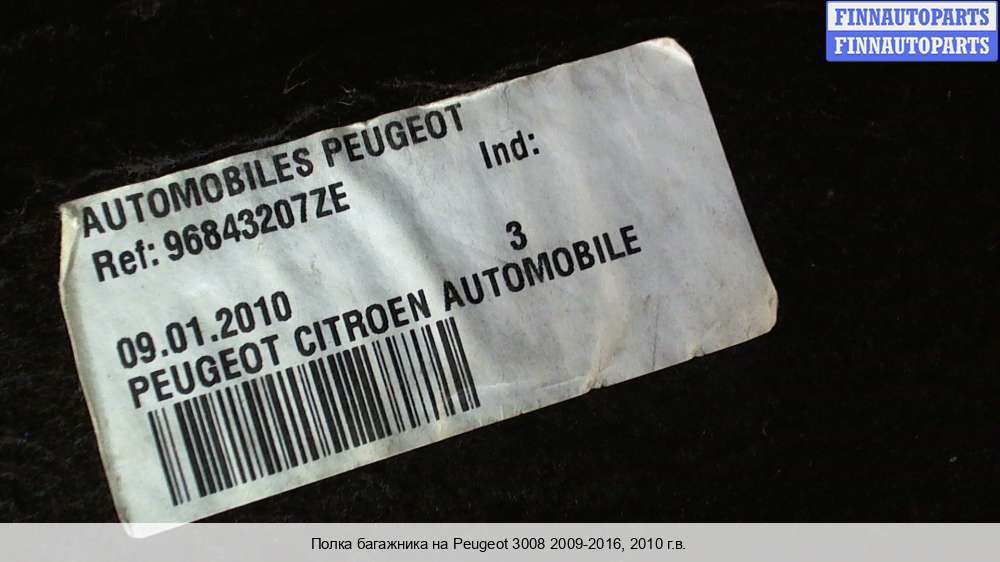 FINNAUTOPARTS
FINNAUTOPARTS
AUTOMOBILES PEUGEOT
Ref: 96843207ZE Ind:
09.01.2010 3
PEUGEOT CITROEN AUTOMOBILE
Полка багажника на Peugeot 3008 2009-2016, 2010 г.в.